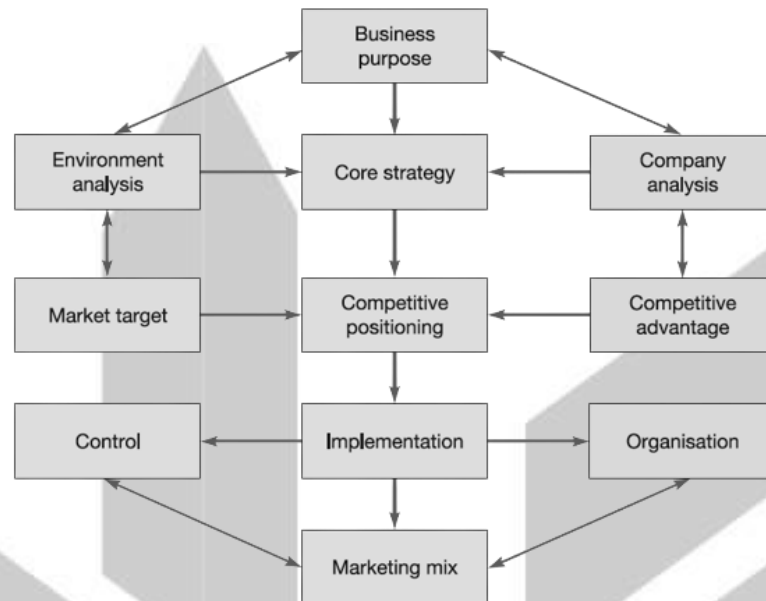 Business
purpose
Environment
analysis
Core strategy
Company
analysis
Market target
Competitive
positioning
Competitive
advantage
Control
Implementation
Organisation
Marketing mix